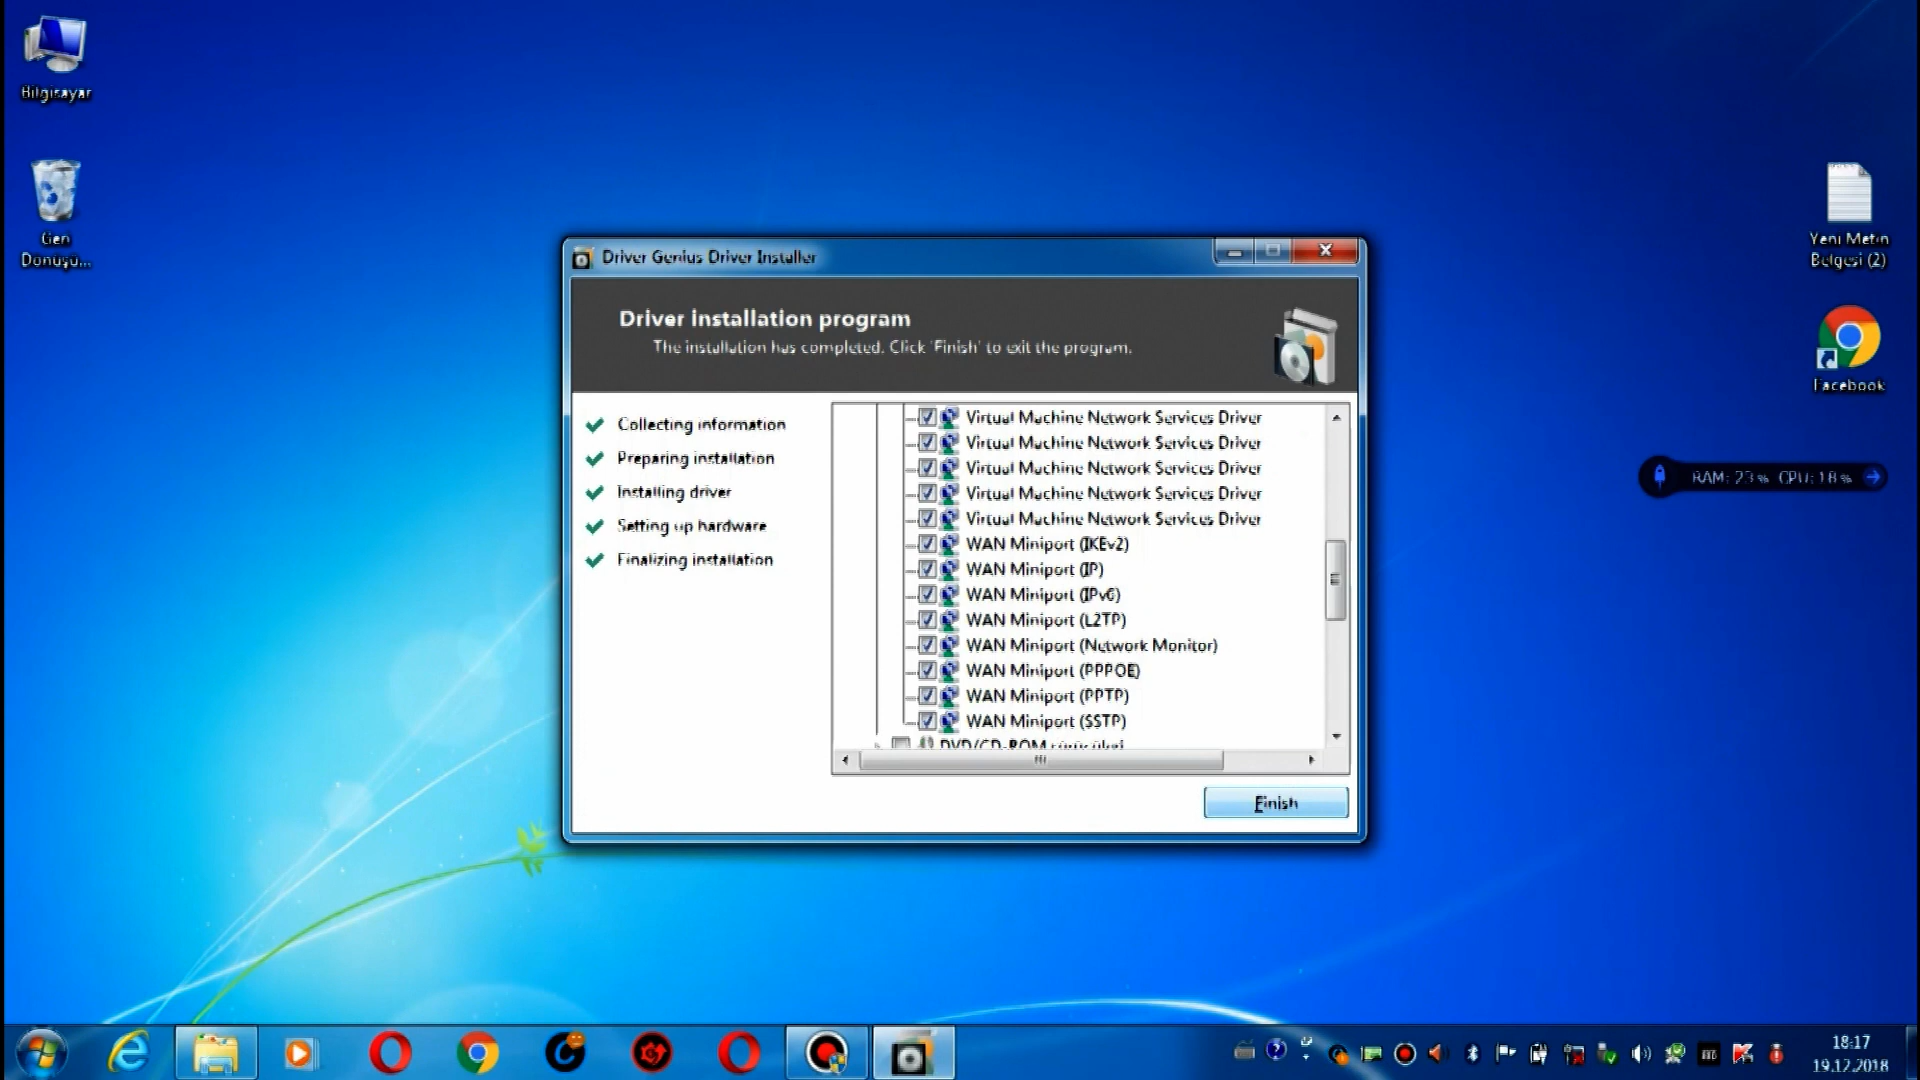 Bilgisayar
Geri
Dönüşü...
Yeni Metin
Belgesi (2)
Facebook
RAM: 23 % CPU: 18 %
Driver Genius Driver Installer
Driver installation program
The installation has completed. Click 'Finish' to exit the program.
Collecting information
Preparing installation
Installing driver
Setting up hardware
Finalizing installation
Virtual Machine Network Services Driver
Virtual Machine Network Services Driver
Virtual Machine Network Services Driver
Virtual Machine Network Services Driver
Virtual Machine Network Services Driver
WAN Miniport (IKEv2)
WAN Miniport (IP)
WAN Miniport (IPv6)
WAN Miniport (L2TP)
WAN Miniport (Network Monitor)
WAN Miniport (PPPOE)
WAN Miniport (PPTP)
WAN Miniport (SSTP)
DVD/CD-ROM sürücüleri
Finish
18:17
19.12.2018